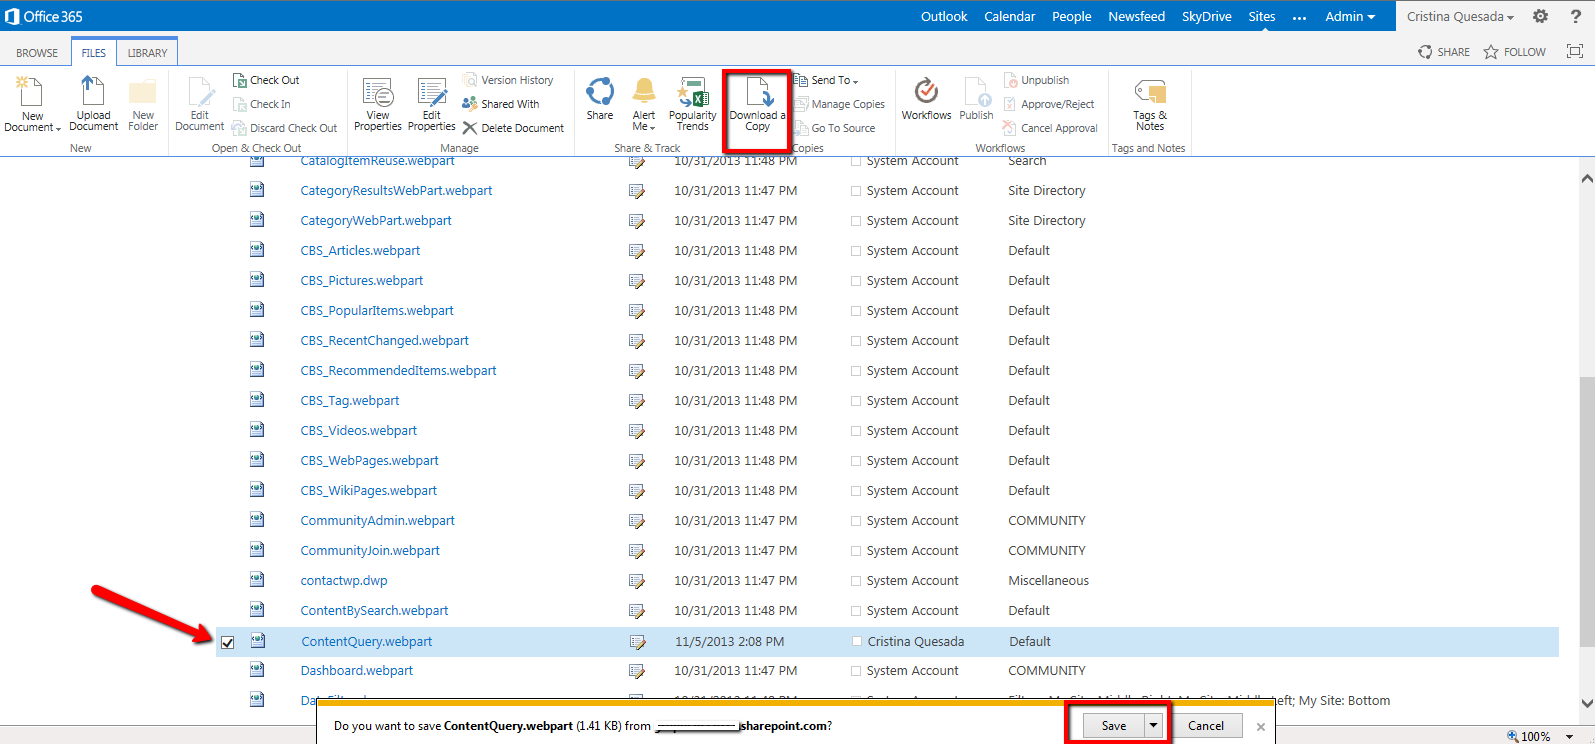 Office 365 Outlook Calendar People Newsfeed SkyDrive Sites ... Admin Cristina Quesada ?
BROWSE FILES LIBRARY SHARE FOLLOW
New Document
Upload Document
New Folder
New
Edit Document
Check Out
Check In
Discard Check Out
Open & Check Out
View Properties
Edit Properties
Version History
Shared With
Delete Document
Manage
Share
Alert Me
Popularity Trends
Share & Track
Download a Copy
Send To
Manage Copies
Go To Source
Copies
Workflows
Publish
Unpublish
Approve/Reject
Cancel Approval
Workflows
Tags & Notes
Tags and Notes
CatalogItemReuse.webpart 10/31/2013 11:48 PM System Account Search
CategoryResultsWebPart.webpart 10/31/2013 11:47 PM System Account Site Directory
CategoryWebPart.webpart 10/31/2013 11:47 PM System Account Site Directory
CBS_Articles.webpart 10/31/2013 11:48 PM System Account Default
CBS_Pictures.webpart 10/31/2013 11:48 PM System Account Default
CBS_PopularItems.webpart 10/31/2013 11:48 PM System Account Default
CBS_RecentChanged.webpart 10/31/2013 11:48 PM System Account Default
CBS_RecommendedItems.webpart 10/31/2013 11:48 PM System Account Default
CBS_Tag.webpart 10/31/2013 11:48 PM System Account Default
CBS_Videos.webpart 10/31/2013 11:48 PM System Account Default
CBS_WebPages.webpart 10/31/2013 11:48 PM System Account Default
CBS_WikiPages.webpart 10/31/2013 11:48 PM System Account Default
CommunityAdmin.webpart 10/31/2013 11:47 PM System Account COMMUNITY
CommunityJoin.webpart 10/31/2013 11:47 PM System Account COMMUNITY
contactwp.dwp 10/31/2013 11:47 PM System Account Miscellaneous
ContentBySearch.webpart 10/31/2013 11:48 PM System Account Default
ContentQuery.webpart 11/5/2013 2:08 PM Cristina Quesada Default
Dashboard.webpart 10/31/2013 11:47 PM System Account COMMUNITY
My Site: Bottom
Do you want to save ContentQuery.webpart (1.41 KB) from sharepoint.com? Save Cancel ×
100%